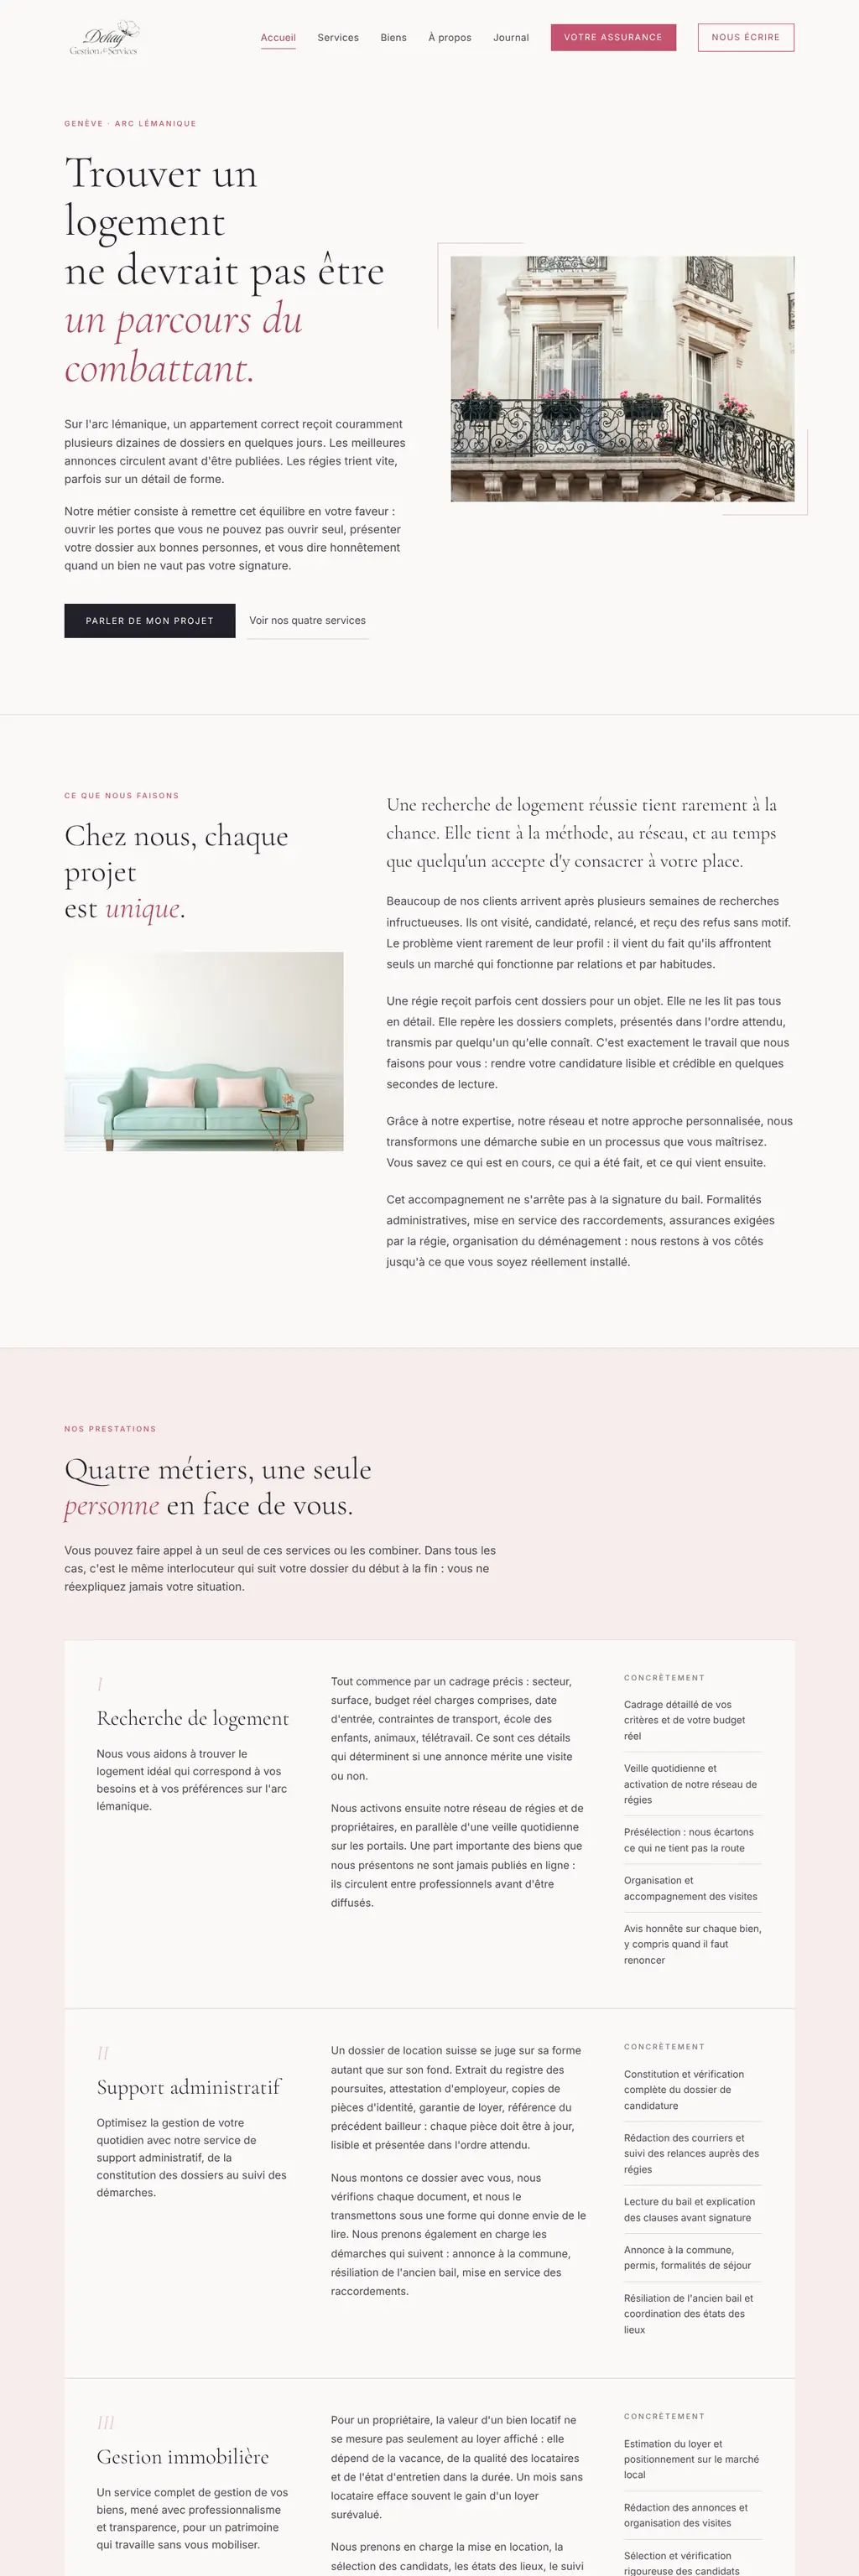 Dehay
Gestion & Services
Accueil
Services
Biens
À propos
Journal
VOTRE ASSURANCE
NOUS ÉCRIRE
GENÈVE · ARC LÉMANIQUE
Trouver un
logement
ne devrait pas être
un parcours du
combattant.
Sur l'arc lémanique, un appartement correct reçoit couramment
plusieurs dizaines de dossiers en quelques jours. Les meilleures
annonces circulent avant d'être publiées. Les régies trient vite,
parfois sur un détail de forme.
Notre métier consiste à remettre cet équilibre en votre faveur :
ouvrir les portes que vous ne pouvez pas ouvrir seul, présenter
votre dossier aux bonnes personnes, et vous dire honnêtement
quand un bien ne vaut pas votre signature.
PARLER DE MON PROJET
Voir nos quatre services
CE QUE NOUS FAISONS
Chez nous, chaque
projet
est unique.
Une recherche de logement réussie tient rarement à la
chance. Elle tient à la méthode, au réseau, et au temps
que quelqu'un accepte d'y consacrer à votre place.
Beaucoup de nos clients arrivent après plusieurs semaines de recherches
infructueuses. Ils ont visité, candidaté, relancé, et reçu des refus sans motif.
Le problème vient rarement de leur profil : il vient du fait qu'ils affrontent
seuls un marché qui fonctionne par relations et par habitudes.
Une régie reçoit parfois cent dossiers pour un objet. Elle ne les lit pas tous
en détail. Elle repère les dossiers complets, présentés dans l'ordre attendu,
transmis par quelqu'un qu'elle connaît. C'est exactement le travail que nous
faisons pour vous : rendre votre candidature lisible et crédible en quelques
secondes de lecture.
Grâce à notre expertise, notre réseau et notre approche personnalisée, nous
transformons une démarche subie en un processus que vous maîtrisez.
Vous savez ce qui est en cours, ce qui a été fait, et ce qui vient ensuite.
Cet accompagnement ne s'arrête pas à la signature du bail. Formalités
administratives, mise en service des raccordements, assurances exigées
par la régie, organisation du déménagement : nous restons à vos côtés
jusqu'à ce que vous soyez réellement installé.
NOS PRESTATIONS
Quatre métiers, une seule
personne en face de vous.
Vous pouvez faire appel à un seul de ces services ou les combiner. Dans tous les
cas, c'est le même interlocuteur qui suit votre dossier du début à la fin : vous ne
réexpliquez jamais votre situation.
I
Recherche de logement
Nous vous aidons à trouver le
logement idéal qui correspond à vos
besoins et à vos préférences sur l'arc
lémanique.
Tout commence par un cadrage précis : secteur,
surface, budget réel charges comprises, date
d'entrée, contraintes de transport, école des
enfants, animaux, télétravail. Ce sont ces détails
qui déterminent si une annonce mérite une visite
ou non.
Nous activons ensuite notre réseau de régies et de
propriétaires, en parallèle d'une veille quotidienne
sur les portails. Une part importante des biens que
nous présentons ne sont jamais publiés en ligne :
ils circulent entre professionnels avant d'être
diffusés.
CONCRÈTEMENT
Cadrage détaillé de vos
critères et de votre budget
réel
Veille quotidienne et
activation de notre réseau de
régies
Présélection : nous écartons
ce qui ne tient pas la route
Organisation et
accompagnement des visites
Avis honnête sur chaque bien,
y compris quand il faut
renoncer
II
Support administratif
Optimisez la gestion de votre
quotidien avec notre service de
support administratif, de la
constitution des dossiers au suivi des
démarches.
Un dossier de location suisse se juge sur sa forme
autant que sur son fond. Extrait du registre des
poursuites, attestation d'employeur, copies de
pièces d'identité, garantie de loyer, référence du
précédent bailleur : chaque pièce doit être à jour,
lisible et présentée dans l'ordre attendu.
Nous montons ce dossier avec vous, nous
vérifions chaque document, et nous le
transmettons sous une forme qui donne envie de le
lire. Nous prenons également en charge les
démarches qui suivent : annonce à la commune,
résiliation de l'ancien bail, mise en service des
raccordements.
CONCRÈTEMENT
Constitution et vérification
complète du dossier de
candidature
Rédaction des courriers et
suivi des relances auprès des
régies
Lecture du bail et explication
des clauses avant signature
Annonce à la commune,
permis, formalités de séjour
Résiliation de l'ancien bail et
coordination des états des
lieux
III
Gestion immobilière
Un service complet de gestion de vos
biens, mené avec professionnalisme
et transparence, pour un patrimoine
qui travaille sans vous mobiliser.
Pour un propriétaire, la valeur d'un bien locatif ne
se mesure pas seulement au loyer affiché : elle
dépend de la vacance, de la qualité des locataires
et de l'état d'entretien dans la durée. Un mois sans
locataire efface souvent le gain d'un loyer
surévalué.
Nous prenons en charge la mise en location, la
sélection des candidats, les états des lieux, le suivi
CONCRÈTEMENT
Estimation du loyer et
positionnement sur le marché
local
Rédaction des annonces et
organisation des visites
Sélection et vérification
rigoureuse des candidats